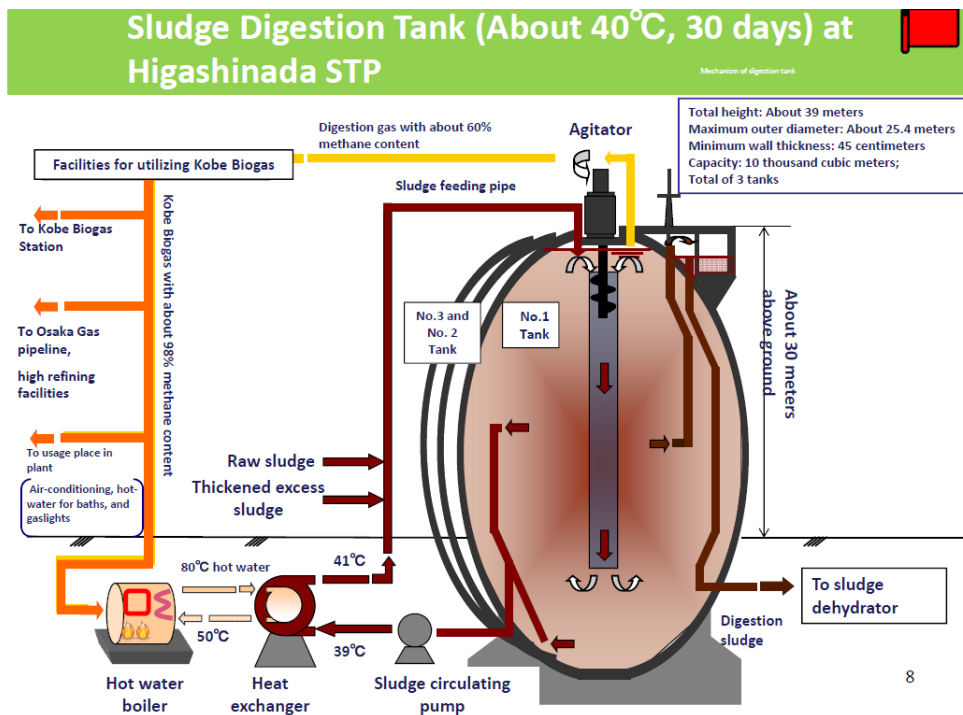 Sludge Digestion Tank (About 40℃, 30 days) at
Higashinada STP
Mechanism of digestion tank
Total height: About 39 meters
Maximum outer diameter: About 25.4 meters
Minimum wall thickness: 45 centimeters
Capacity: 10 thousand cubic meters;
Total of 3 tanks
Digestion gas with about 60%
methane content
Agitator
Facilities for utilizing Kobe Biogas
Sludge feeding pipe
To Kobe Biogas
Station
Kobe Biogas with about 98% methane content
To Osaka Gas
pipeline,
high refining
facilities
No.3 and
No. 2
Tank
No.1
Tank
About 30 meters
above ground
To usage place in
plant
Air-conditioning, hot-
water for baths, and
gaslights
Raw sludge
Thickened excess
sludge
80℃ hot water
41℃
50℃
39℃
To sludge
dehydrator
Digestion
sludge
Hot water
boiler
Heat
exchanger
Sludge circulating
pump
8